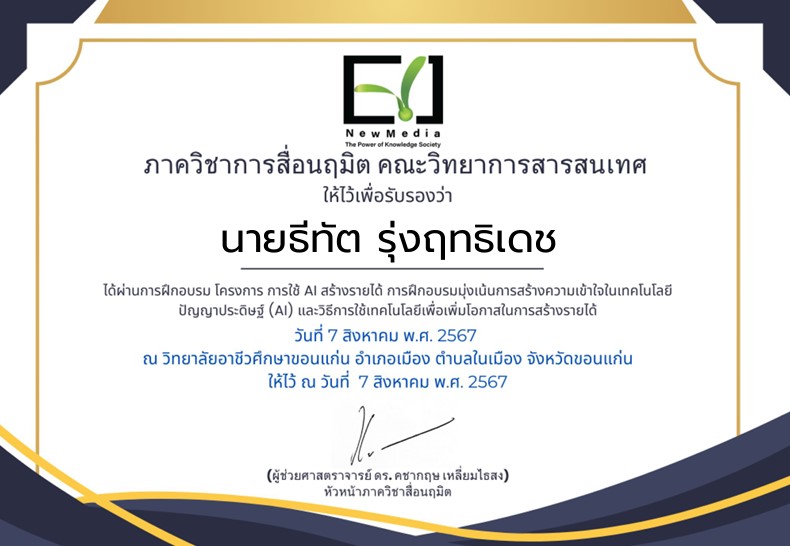 NewMedia
The Power of Knowledge Society
ภาควิชาการสื่อนฤมิต คณะวิทยาการสารสนเทศ
ให้ไว้เพื่อรับรองว่า
นายธีทัต รุ่งฤทธิเดช
ได้ผ่านการฝึกอบรม โครงการ การใช้ AI สร้างรายได้ การฝึกอบรมมุ่งเน้นการสร้างความเข้าใจในเทคโนโลยี
ปัญญาประดิษฐ์ (AI) และวิธีการใช้เทคโนโลยีเพื่อเพิ่มโอกาสในการสร้างรายได้
วันที่ 7 สิงหาคม พ.ศ. 2567
ณ วิทยาลัยอาชีวศึกษาขอนแก่น อำเภอเมือง ตำบลในเมือง จังหวัดขอนแก่น
ให้ไว้ ณ วันที่ 7 สิงหาคม พ.ศ. 2567
(ผู้ช่วยศาสตราจารย์ ดร. คชากฤษ เหลี่ยมไธสง)
หัวหน้าภาควิชาสื่อนฤมิต